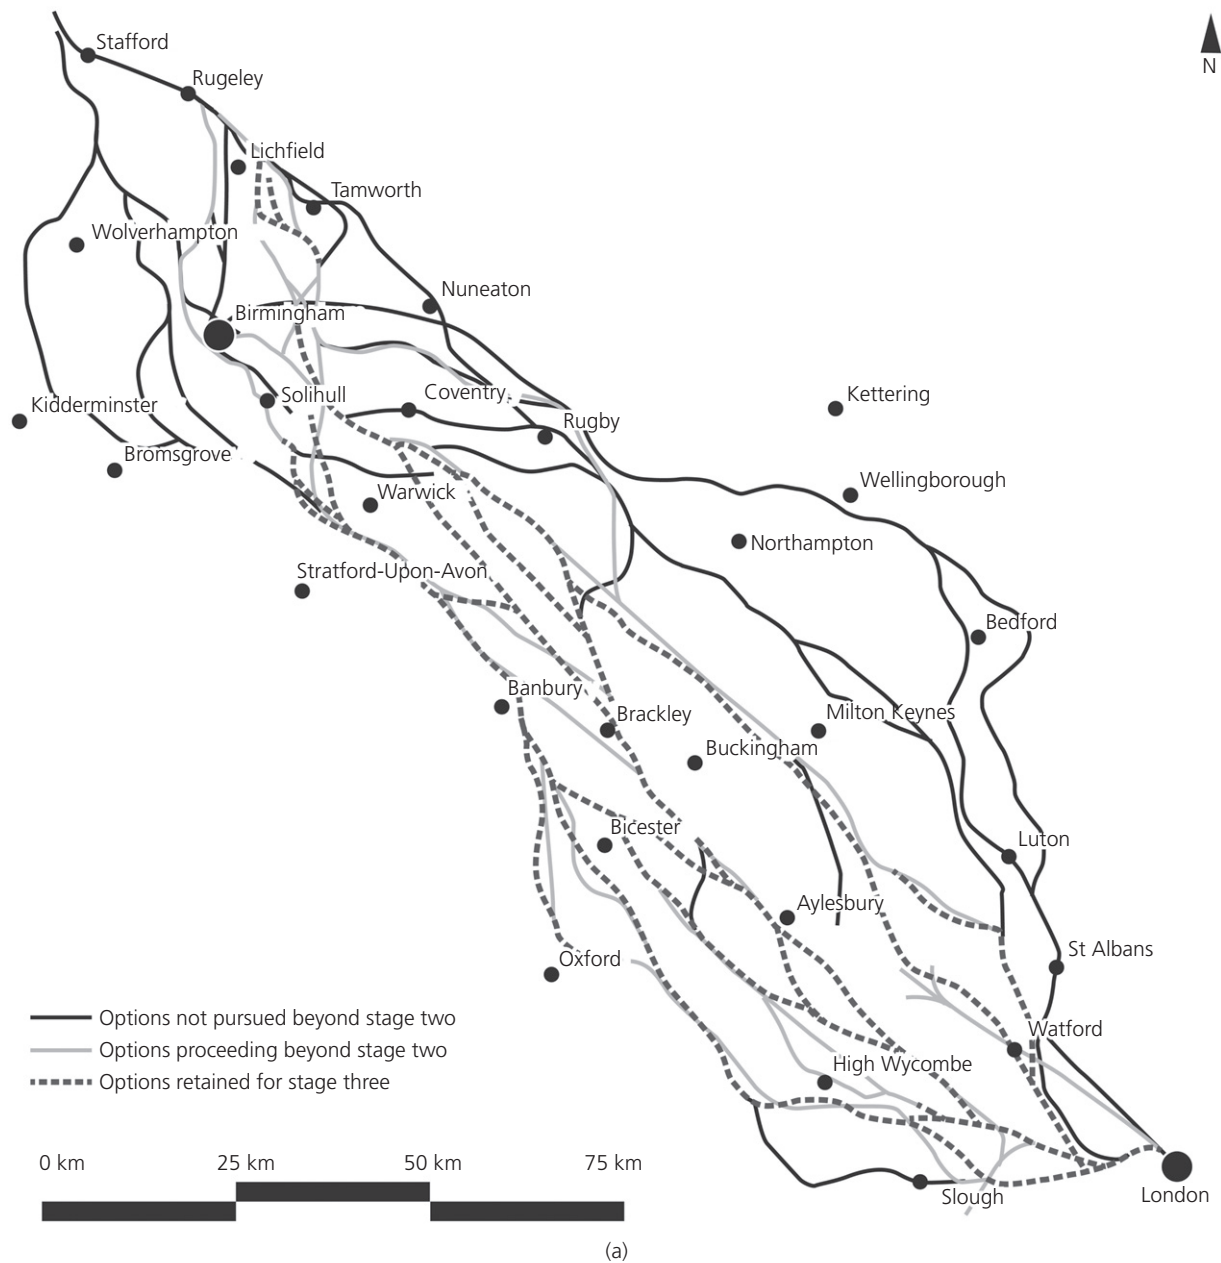 Stafford
N
Rugeley
Lichfield
Tamworth
Wolverhampton
Nuneaton
Birmingham
Solihull
Coventry
Kettering
Kidderminster
Rugby
Bromsgrove
Wellingborough
Warwick
Northampton
Stratford-Upon-Avon
Bedford
Banbury
Brackley
Milton Keynes
Buckingham
Bicester
Luton
Aylesbury
St Albans
Oxford
Options not pursued beyond stage two
Watford
Options proceeding beyond stage two
High Wycombe
Options retained for stage three
0 km 25 km 50 km 75 km
Slough
London
(a)